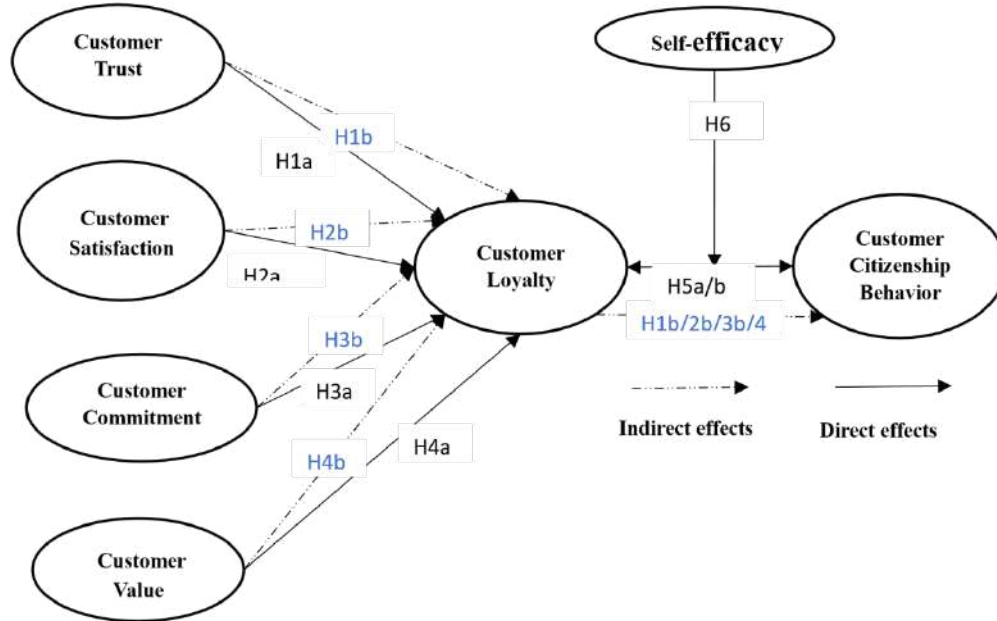 Customer
Trust
Self-efficacy
H1b
H1a
H6
Customer
Satisfaction
H2b
H2a
Customer
Loyalty
Customer
Citizenship
Behavior
H5a/b
H1b/2b/3b/4
H3b
H3a
Customer
Commitment
H4b
H4a
Indirect effects
Direct effects
Customer
Value